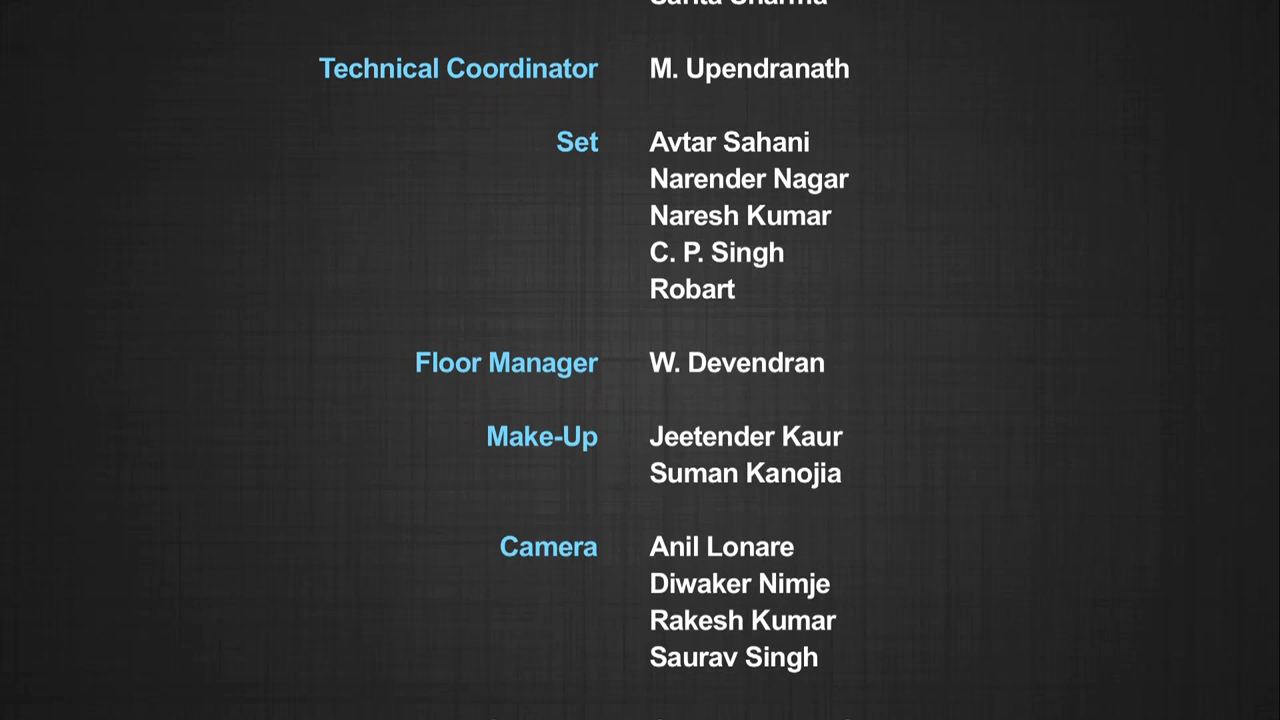 Technical Coordinator M. Upendranath
Set Avtar Sahani
Narender Nagar
Naresh Kumar
C. P. Singh
Robart
Floor Manager W. Devendran
Make-Up Jeetender Kaur
Suman Kanojia
Camera Anil Lonare
Diwaker Nimje
Rakesh Kumar
Saurav Singh